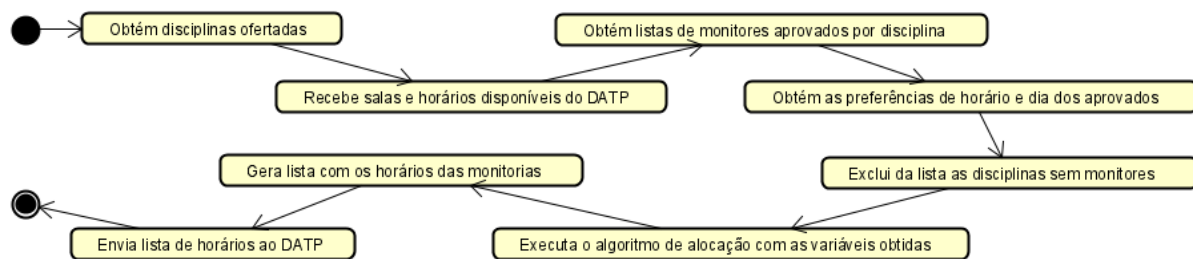 Obtém disciplinas ofertadas
Recebe salas e horários disponíveis do DATP
Obtém listas de monitores aprovados por disciplina
Obtém as preferências de horário e dia dos aprovados
Exclui da lista as disciplinas sem monitores
Executa o algoritmo de alocação com as variáveis obtidas
Gera lista com os horários das monitorias
Envia lista de horários ao DATP